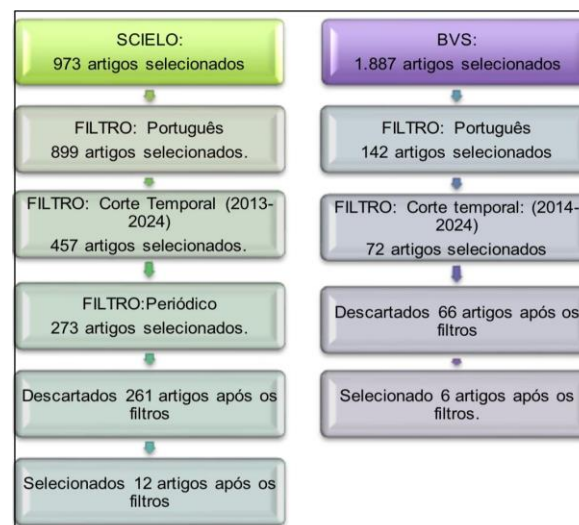 SCIELO:
973 artigos selecionados
FILTRO: Português
899 artigos selecionados.
FILTRO: Corte Temporal (2013-
2024)
457 artigos selecionados.
FILTRO:Periódico
273 artigos selecionados.
Descartados 261 artigos após os
filtros
Selecionados 12 artigos após os
filtros
BVS:
1.887 artigos selecionados
FILTRO: Português
142 artigos selecionados
FILTRO: Corte temporal: (2014-
2024)
72 artigos selecionados
Descartados 66 artigos após os
filtros
Selecionado 6 artigos após os
filtros.